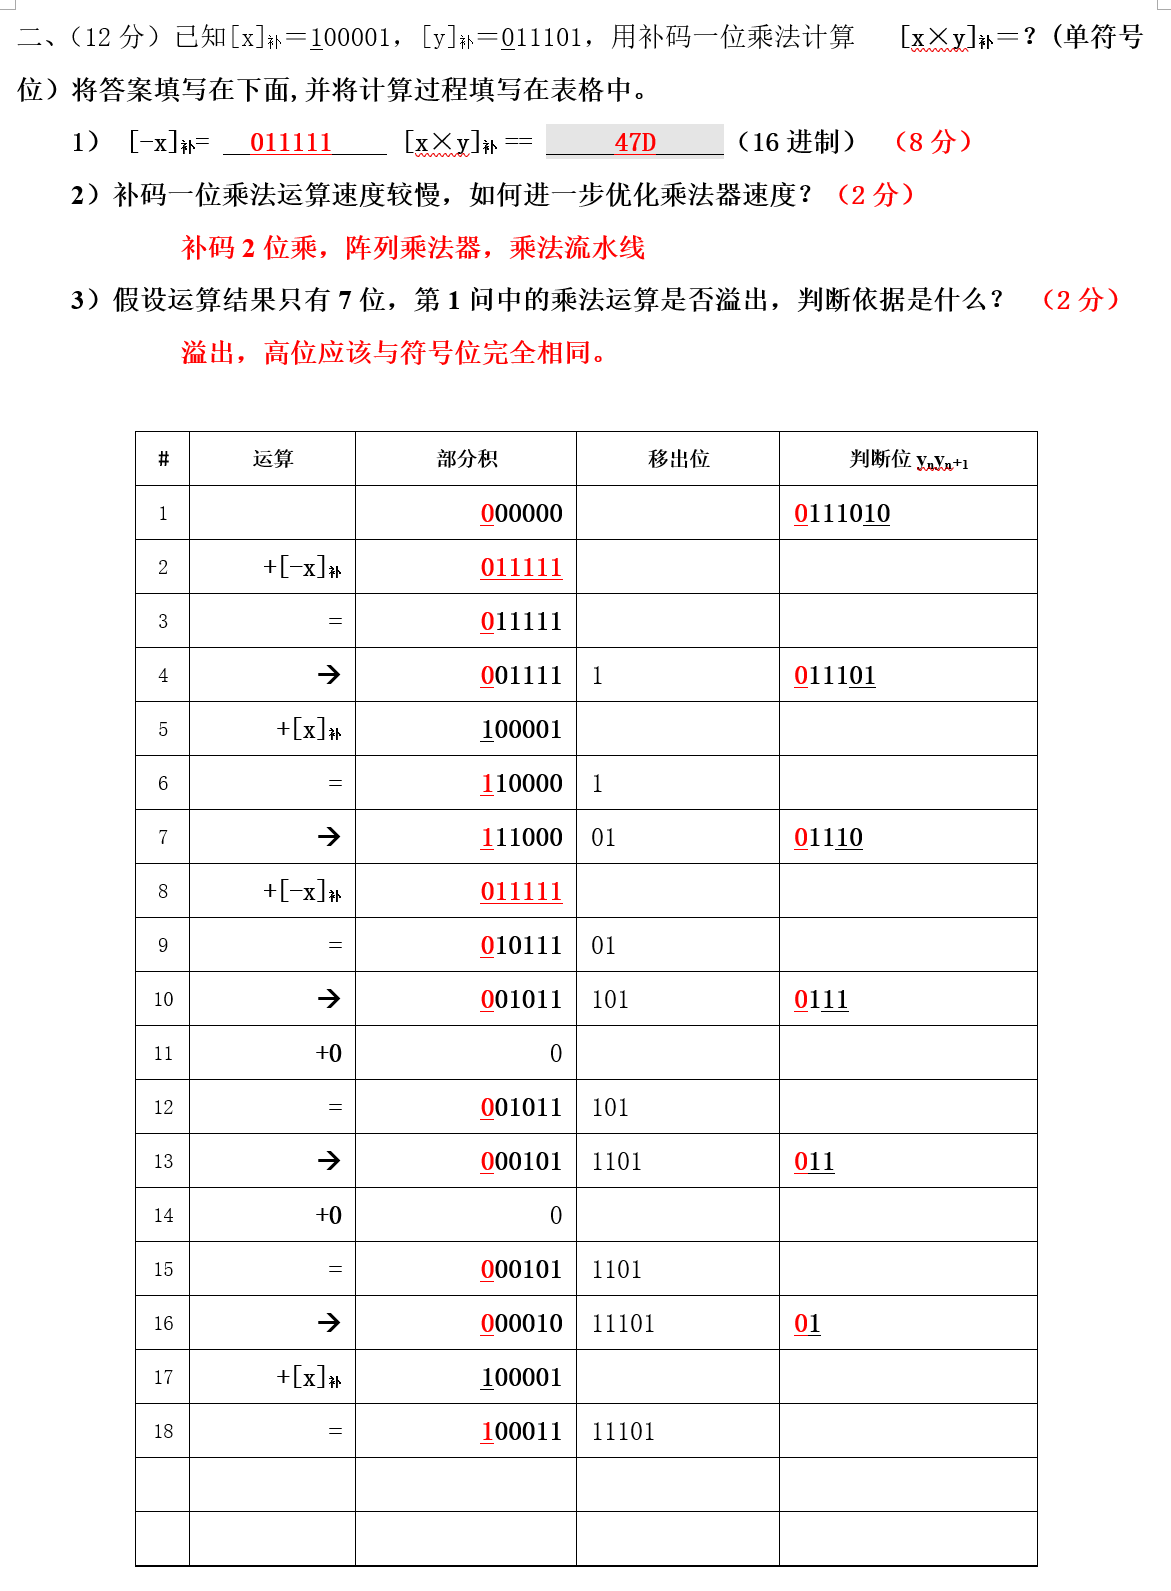 二、（12 分）已知[x]补＝100001，[y]补＝011101，用补码一位乘法计算 [x×y]补＝？(单符号
位）将答案填写在下面,并将计算过程填写在表格中。
1） [-x]补= 011111 [x×y]补 == 47D （16 进制） （8 分）
2）补码一位乘法运算速度较慢，如何进一步优化乘法器速度？（2 分）
补码 2 位乘，阵列乘法器，乘法流水线
3）假设运算结果只有 7 位，第 1 问中的乘法运算是否溢出，判断依据是什么？ （2 分）
溢出，高位应该与符号位完全相同。
# 运算 部分积 移出位 判断位 yₙyₙ₊₁
1 000000 0111010
2 +[-x]补 011111
3 = 011111
4 → 001111 1 011101
5 +[x]补 100001
6 = 110000 1
7 → 111000 01 01110
8 +[-x]补 011111
9 = 010111 01
10 → 001011 101 0111
11 +0 0
12 = 001011 101
13 → 000101 1101 011
14 +0 0
15 = 000101 1101
16 → 000010 11101 01
17 +[x]补 100001
18 = 100011 11101